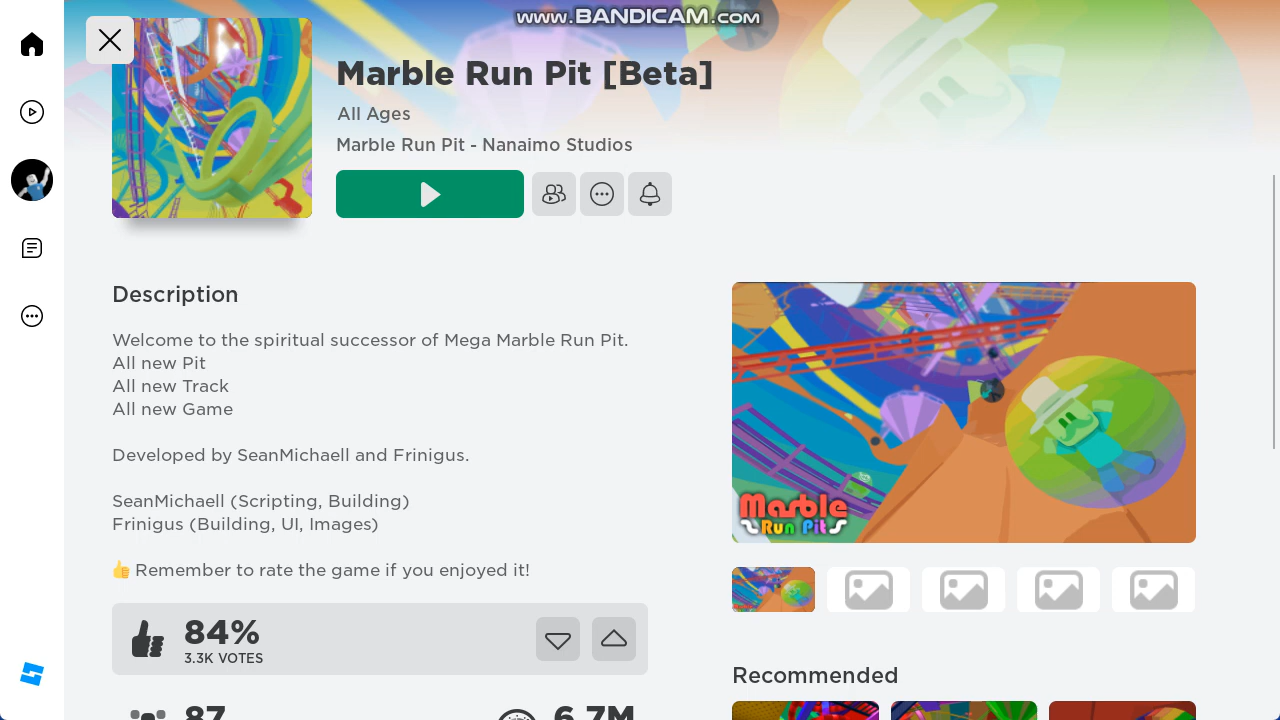 www.BANDICAM.com
Marble Run Pit [Beta]
All Ages
Marble Run Pit - Nanaimo Studios
Description
Welcome to the spiritual successor of Mega Marble Run Pit.
All new Pit
All new Track
All new Game
Developed by SeanMichaell and Frinigus.
SeanMichaell (Scripting, Building)
Frinigus (Building, UI, Images)
👍 Remember to rate the game if you enjoyed it!
84%
3.3K VOTES
87
6.7M
Marble
Run Pit
Recommended